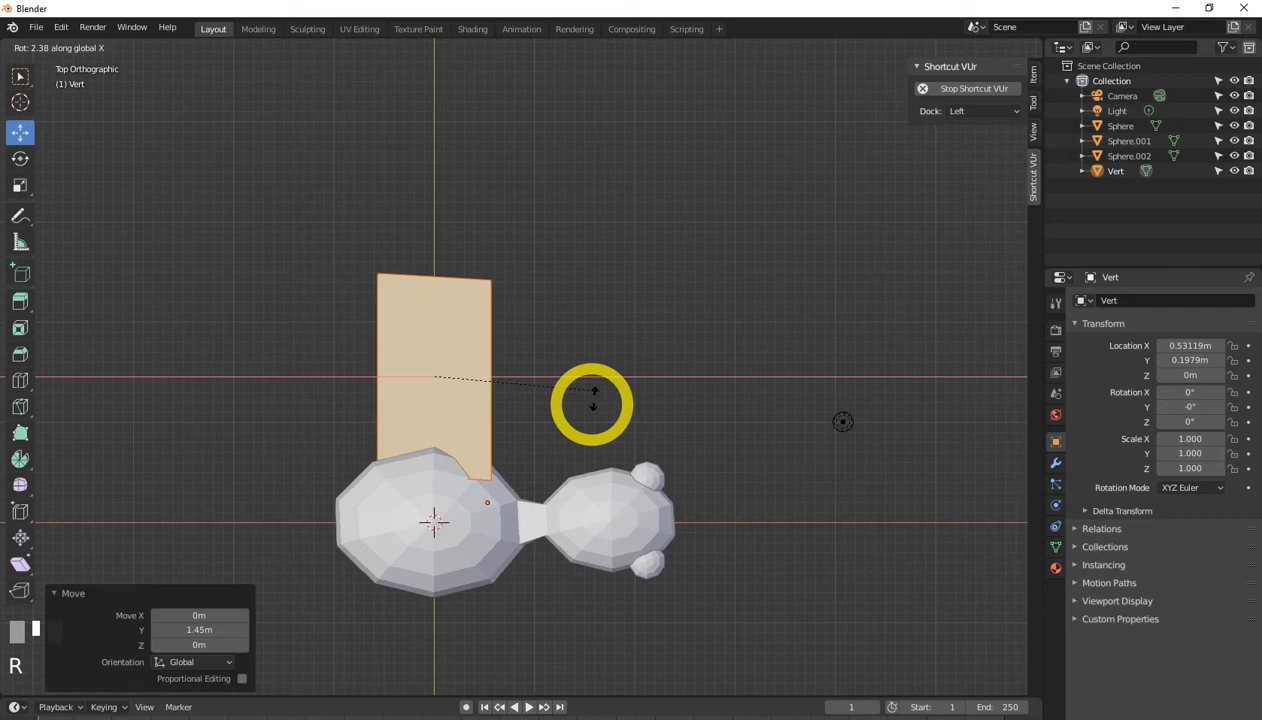 Blender
File Edit Render Window Help Layout Modeling Sculpting UV Editing Texture Paint Shading Animation Rendering Compositing Scripting + Scene View Layer
Rot: 2.38 along global X
Top Orthographic
(1) Vert
Shortcut VUr
Stop Shortcut VUr
Dock: Left
Item
Tool
View
Shortcut VUr
Scene Collection
Collection
Camera
Light
Sphere
Sphere.001
Sphere.002
Vert
Vert
Vert
Transform
Location X 0.53119m
Y 0.1979m
Z 0m
Rotation X 0°
Y -0°
Z 0°
Scale X 1.000
Y 1.000
Z 1.000
Rotation Mode XYZ Euler
Delta Transform
Relations
Collections
Instancing
Motion Paths
Viewport Display
Custom Properties
Move
Move X 0m
Y 1.45m
Z 0m
Orientation Global
Proportional Editing
R
Playback Keying View Marker 1 Start: 1 End: 250